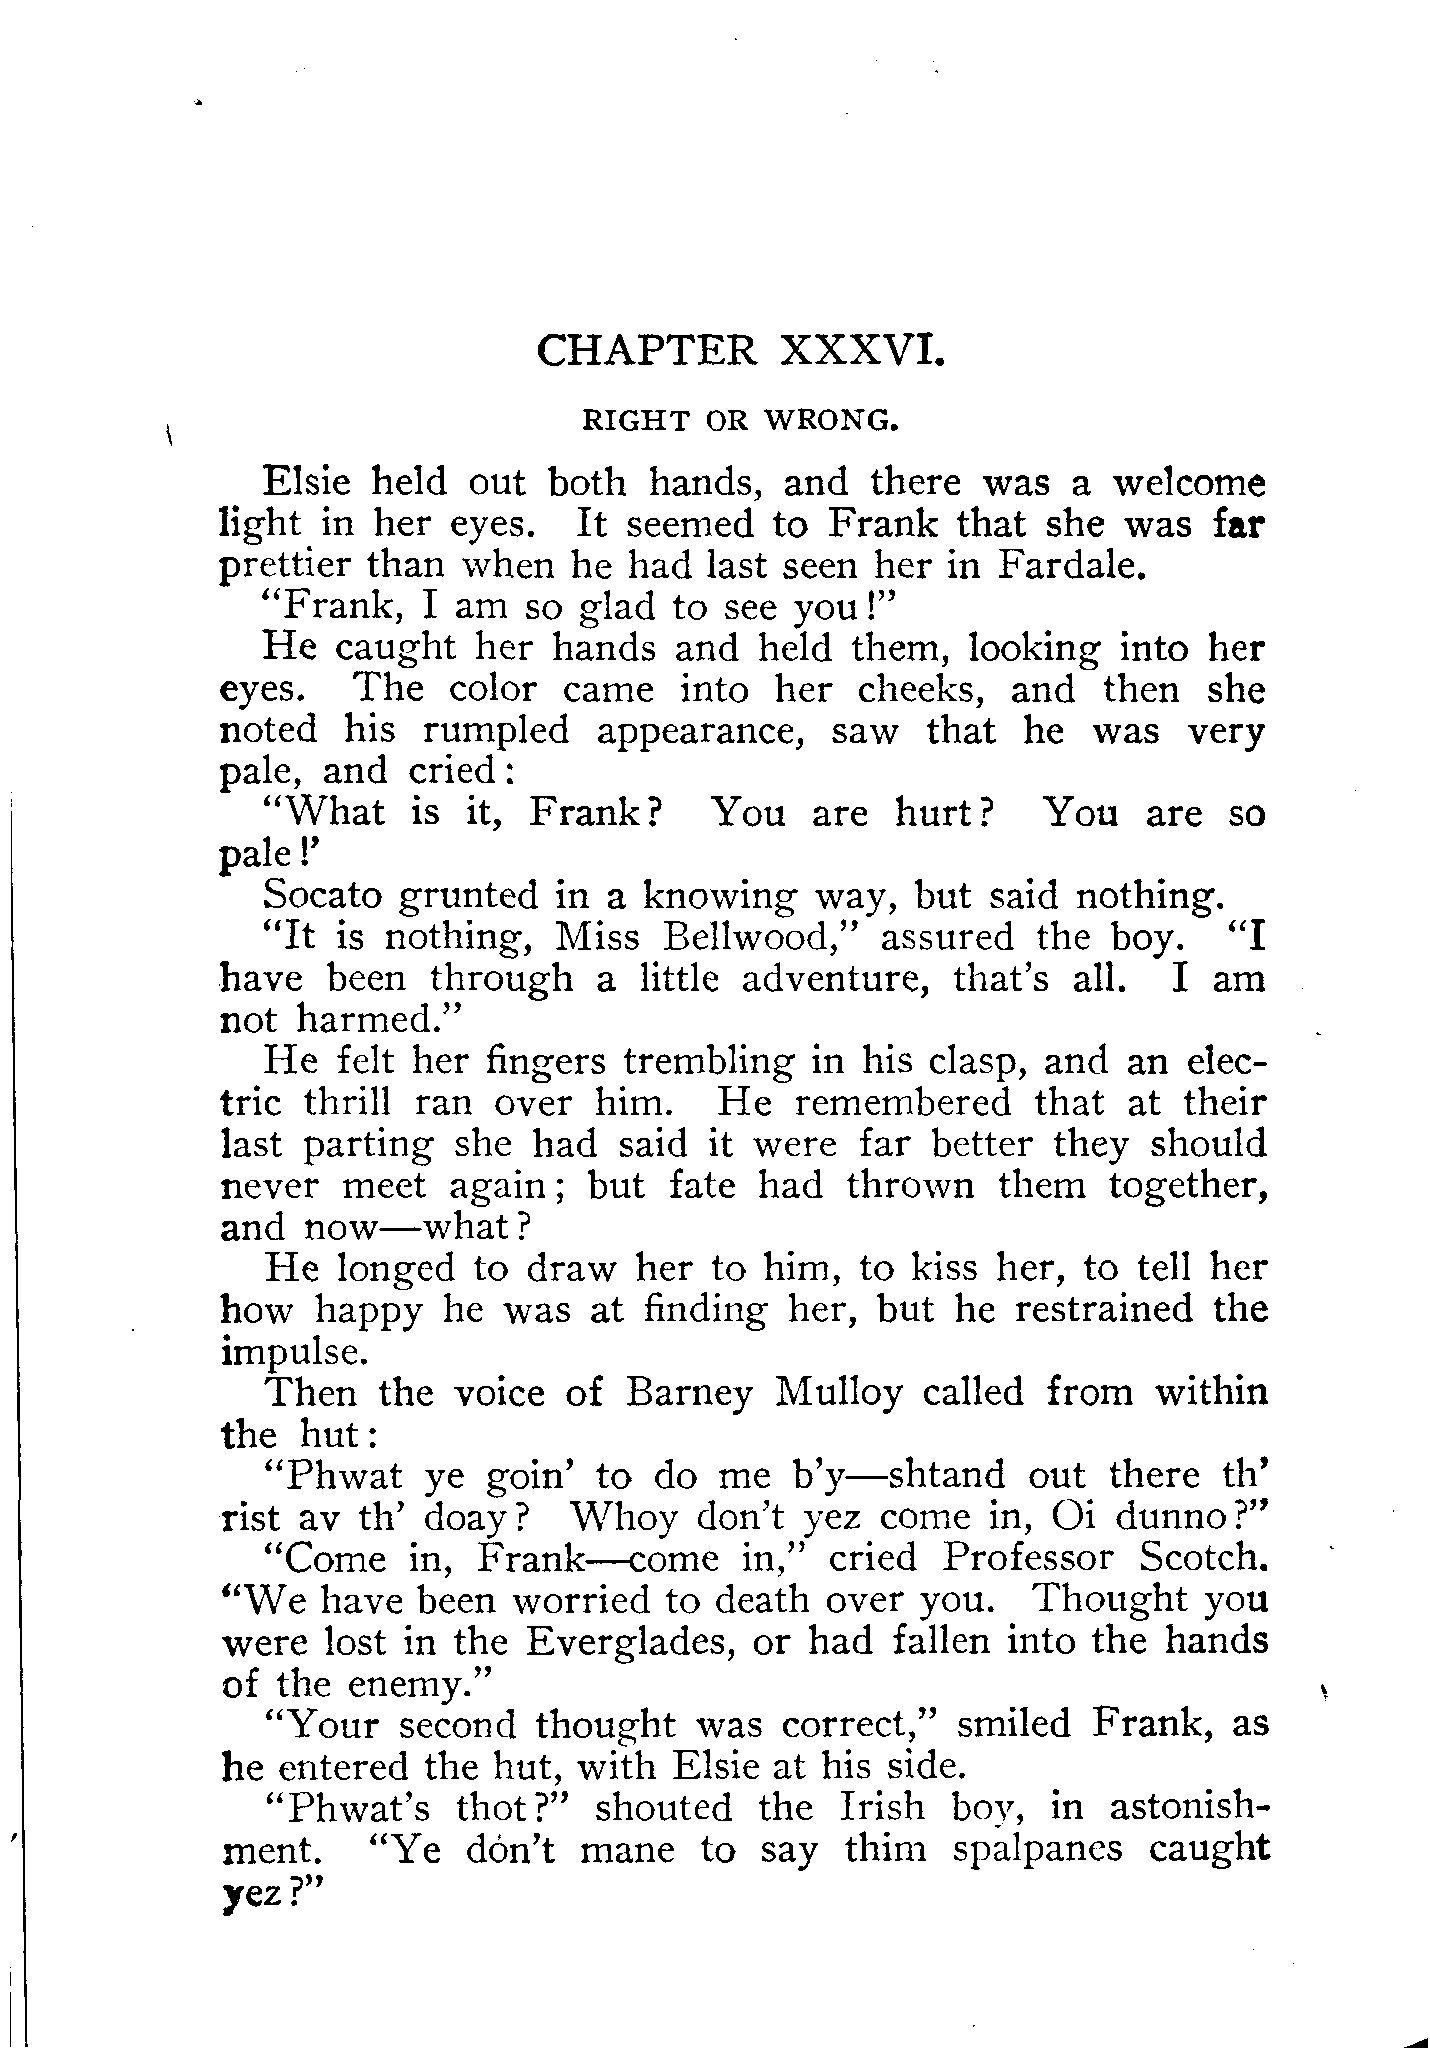 CHAPTER XXXVI.
RIGHT OR WRONG.
Elsie held out both hands, and there was a welcome
light in her eyes. It seemed to Frank that she was far
prettier than when he had last seen her in Fardale.
“Frank, I am so glad to see you!”
He caught her hands and held them, looking into her
eyes. The color came into her cheeks, and then she
noted his rumpled appearance, saw that he was very
pale, and cried:
“What is it, Frank? You are hurt? You are so
pale!’
Socato grunted in a knowing way, but said nothing.
“It is nothing, Miss Bellwood,” assured the boy. “I
have been through a little adventure, that’s all. I am
not harmed.”
He felt her fingers trembling in his clasp, and an elec-
tric thrill ran over him. He remembered that at their
last parting she had said it were far better they should
never meet again; but fate had thrown them together,
and now—what?
He longed to draw her to him, to kiss her, to tell her
how happy he was at finding her, but he restrained the
impulse.
Then the voice of Barney Mulloy called from within
the hut:
“Phwat ye goin’ to do me b’y—shtand out there th’
rist av th’ doay? Whoy don’t yez come in, Oi dunno?”
“Come in, Frank—come in,” cried Professor Scotch.
“We have been worried to death over you. Thought you
were lost in the Everglades, or had fallen into the hands
of the enemy.”
“Your second thought was correct,” smiled Frank, as
he entered the hut, with Elsie at his side.
“Phwat’s thot?” shouted the Irish boy, in astonish-
ment. “Ye don’t mane to say thim spalpanes caught
yez?”